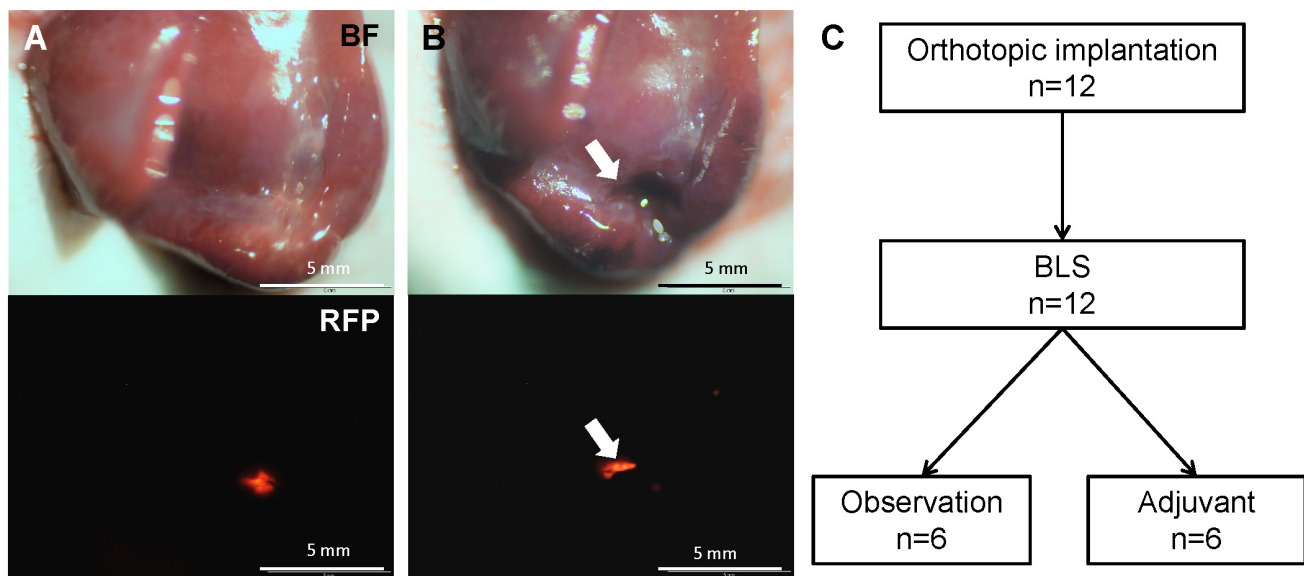 A
BF
5 mm
RFP
5 mm
B
5 mm
5 mm
C
Orthotopic implantation
n=12
BLS
n=12
Observation
n=6
Adjuvant
n=6